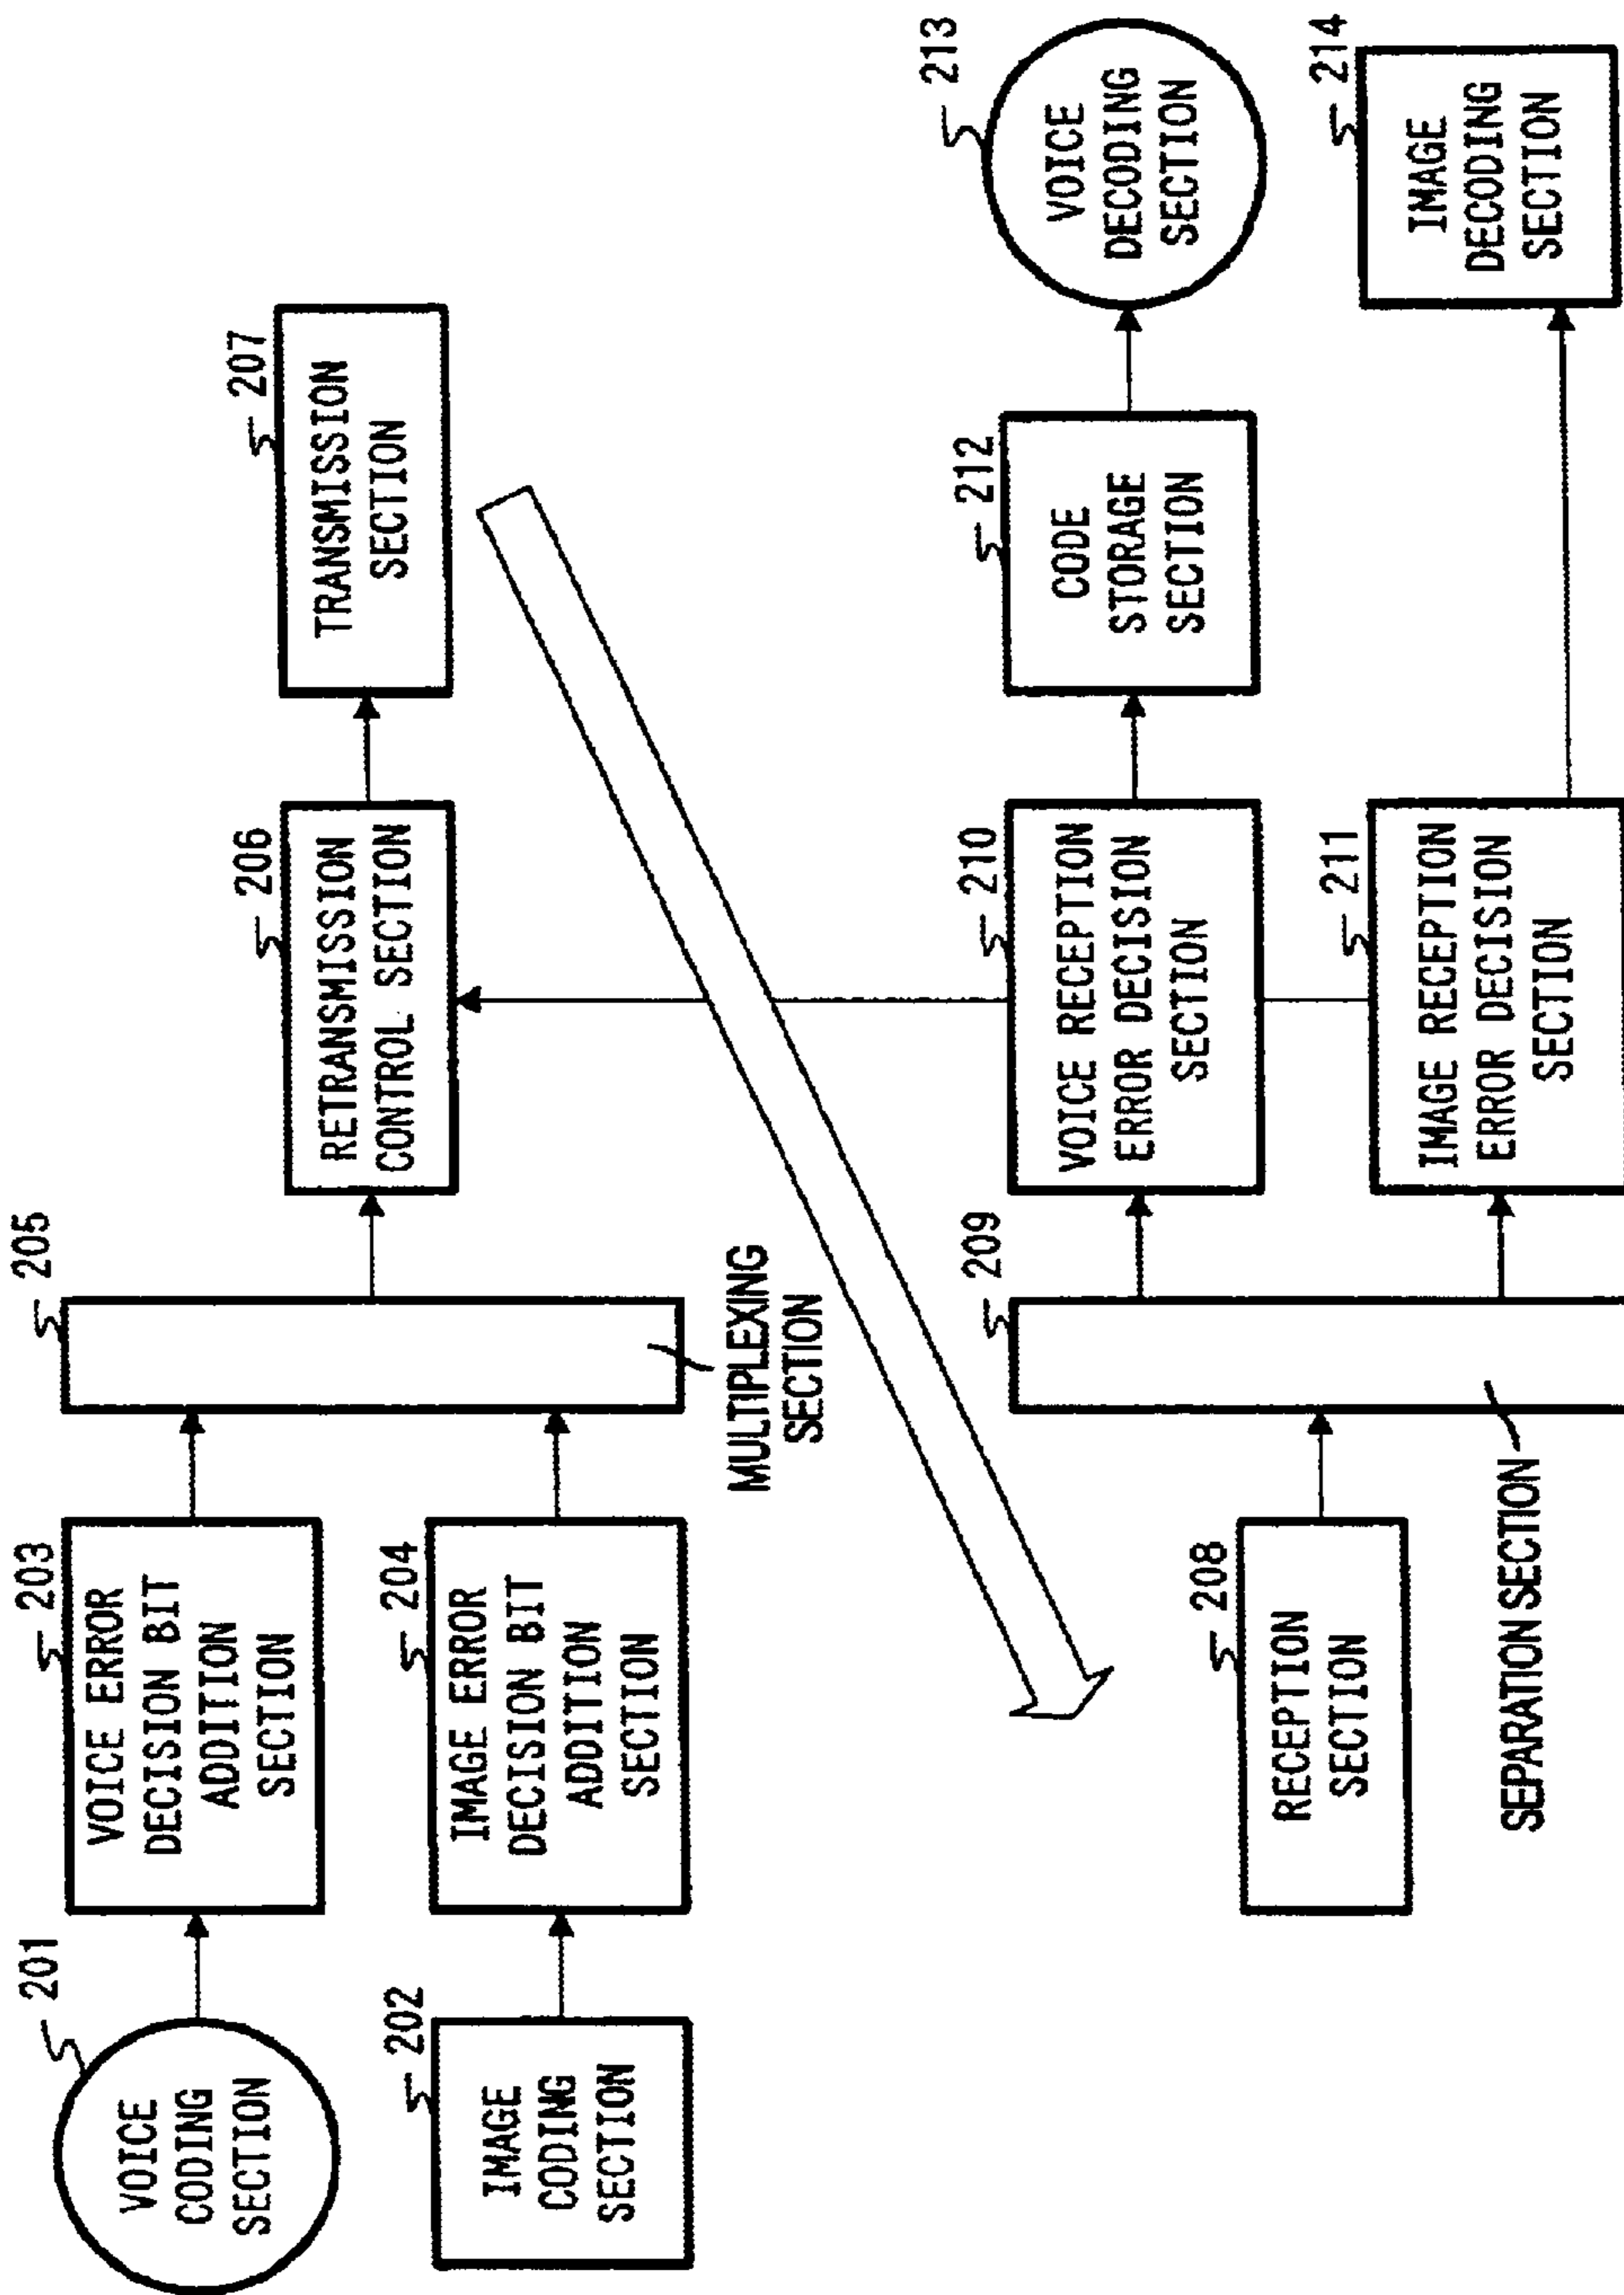 201
VOICE
CODING
SECTION
203
VOICE ERROR
DECISION BIT
ADDITION
SECTION
205
206
RETRANSMISSION
CONTROL SECTION
207
TRANSMISSION
SECTION
202
IMAGE
CODING
SECTION
204
IMAGE ERROR
DECISION BIT
ADDITION
SECTION
MULTIPLEXING
SECTION
208
RECEPTION
SECTION
209
SEPARATION SECTION
210
VOICE RECEPTION
ERROR DECISION
SECTION
212
CODE
STORAGE
SECTION
213
VOICE
DECODING
SECTION
211
IMAGE RECEPTION
ERROR DECISION
SECTION
214
IMAGE
DECODING
SECTION